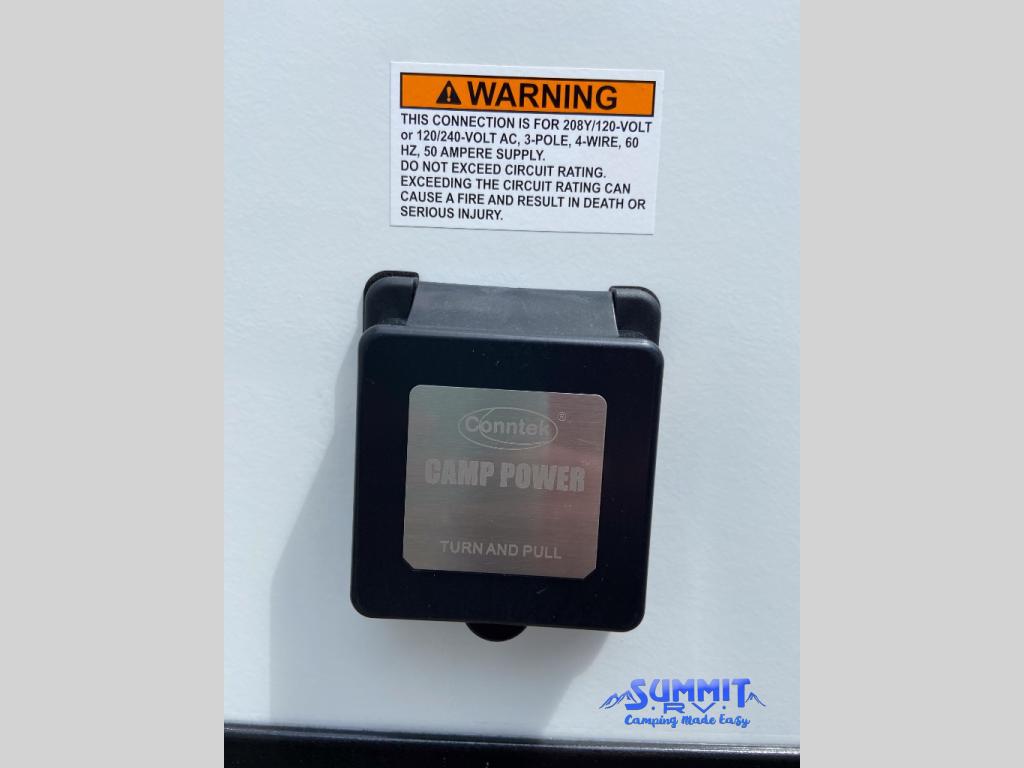 WARNING
THIS CONNECTION IS FOR 208Y/120-VOLT
or 120/240-VOLT AC, 3-POLE, 4-WIRE, 60
HZ, 50 AMPERE SUPPLY.
DO NOT EXCEED CIRCUIT RATING.
EXCEEDING THE CIRCUIT RATING CAN
CAUSE A FIRE AND RESULT IN DEATH OR
SERIOUS INJURY.
Conntek®
CAMP POWER
TURN AND PULL
SUMMIT
R.V.
Camping Made Easy